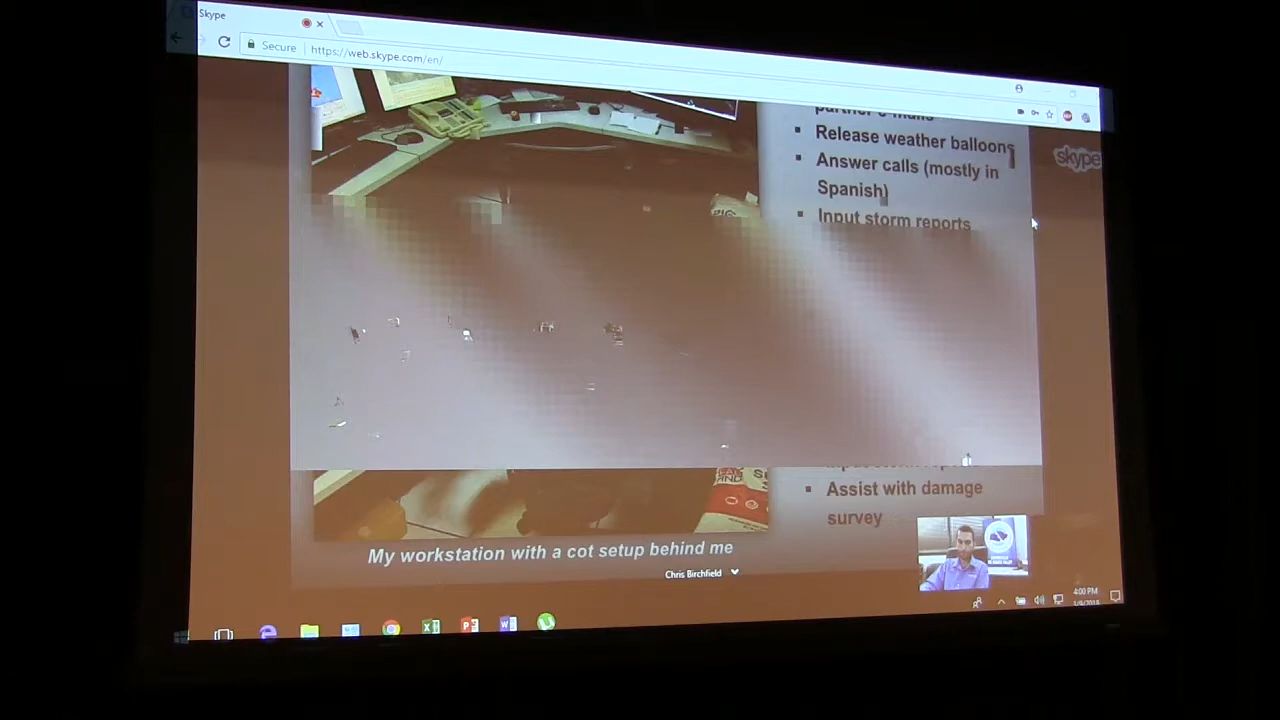 Skype
Secure
https://web.skype.com/en/
Release weather balloons
Answer calls (mostly in
Spanish)
Input storm reports
skype
Assist with damage
survey
My workstation with a cot setup behind me
Chris Birchfield
4:00 PM